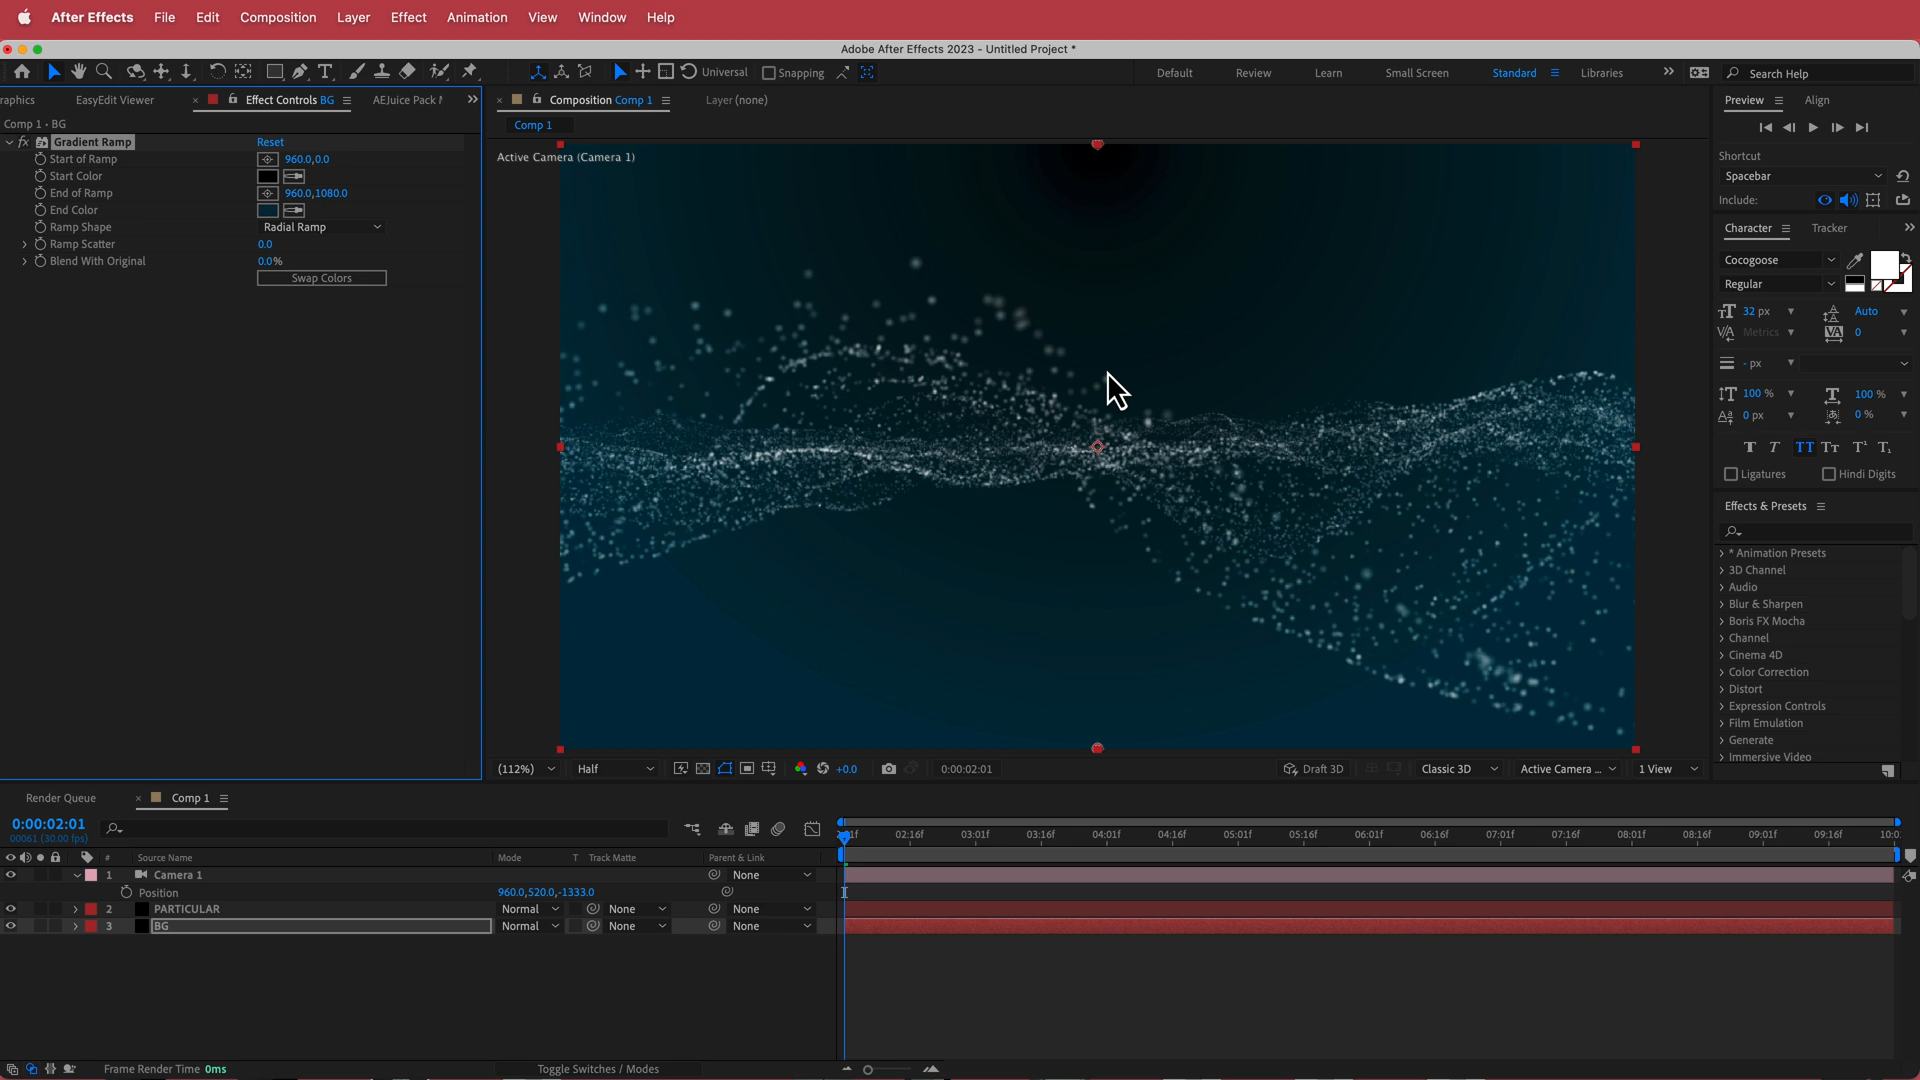 After Effects File Edit Composition Layer Effect Animation View Window Help
Adobe After Effects 2023 - Untitled Project *
Universal Snapping Default Review Learn Small Screen Standard Libraries Search Help
raphics EasyEdit Viewer Effect Controls BG AEJuice Pack
Composition Comp 1 Layer (none)
Preview Align
Comp 1 • BG
Comp 1
fx Gradient Ramp Reset
Start of Ramp 960.0,0.0
Start Color
End of Ramp 960.0,1080.0
End Color
Ramp Shape Radial Ramp
Ramp Scatter 0.0
Blend With Original 0.0%
Swap Colors
Active Camera (Camera 1)
Shortcut
Spacebar
Include:
Character Tracker
Cocogoose
Regular
32 px Auto
Metrics 0
- px
100 % 100 %
0 px 0 %
T T TT Tt T¹ T₁
Ligatures Hindi Digits
Effects & Presets
* Animation Presets
3D Channel
Audio
Blur & Sharpen
Boris FX Mocha
Channel
Cinema 4D
Color Correction
Distort
Expression Controls
Film Emulation
Generate
Immersive Video
(112%) Half +0.0 0:00:02:01 Draft 3D Classic 3D Active Camera ... 1 View
Render Queue Comp 1
0:00:02:01
00061 (30.00 fps)
02:16f 03:01f 03:16f 04:01f 04:16f 05:01f 05:16f 06:01f 06:16f 07:01f 07:16f 08:01f 08:16f 09:01f 09:16f 10:0
# Source Name Mode T Track Matte Parent & Link
1 Camera 1 None
Position 960.0,520.0,-1333.0
2 PARTICULAR Normal None None
3 BG Normal None None
Frame Render Time 0ms Toggle Switches / Modes